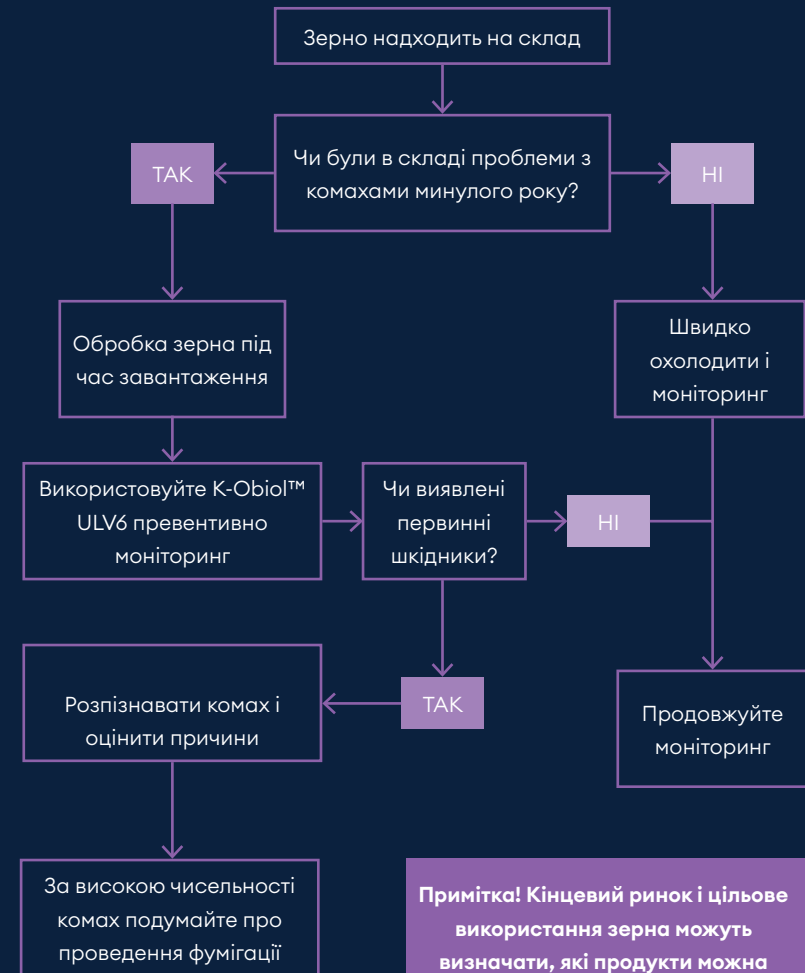 Зерно надходить на склад
Чи були в складі проблеми з
комахами минулого року?
ТАК
НІ
Обробка зерна під
час завантаження
Швидко
охолодити і
моніторинг
Використовуйте K-Obiol™
ULV6 превентивно
моніторинг
Чи виявлені
первинні
шкідники?
НІ
ТАК
Розпізнавати комах і
оцінити причини
Продовжуйте
моніторинг
За високою чисельності
комах подумайте про
проведення фумігації
Примітка! Кінцевий ринок і цільове
використання зерна можуть
визначати, які продукти можна